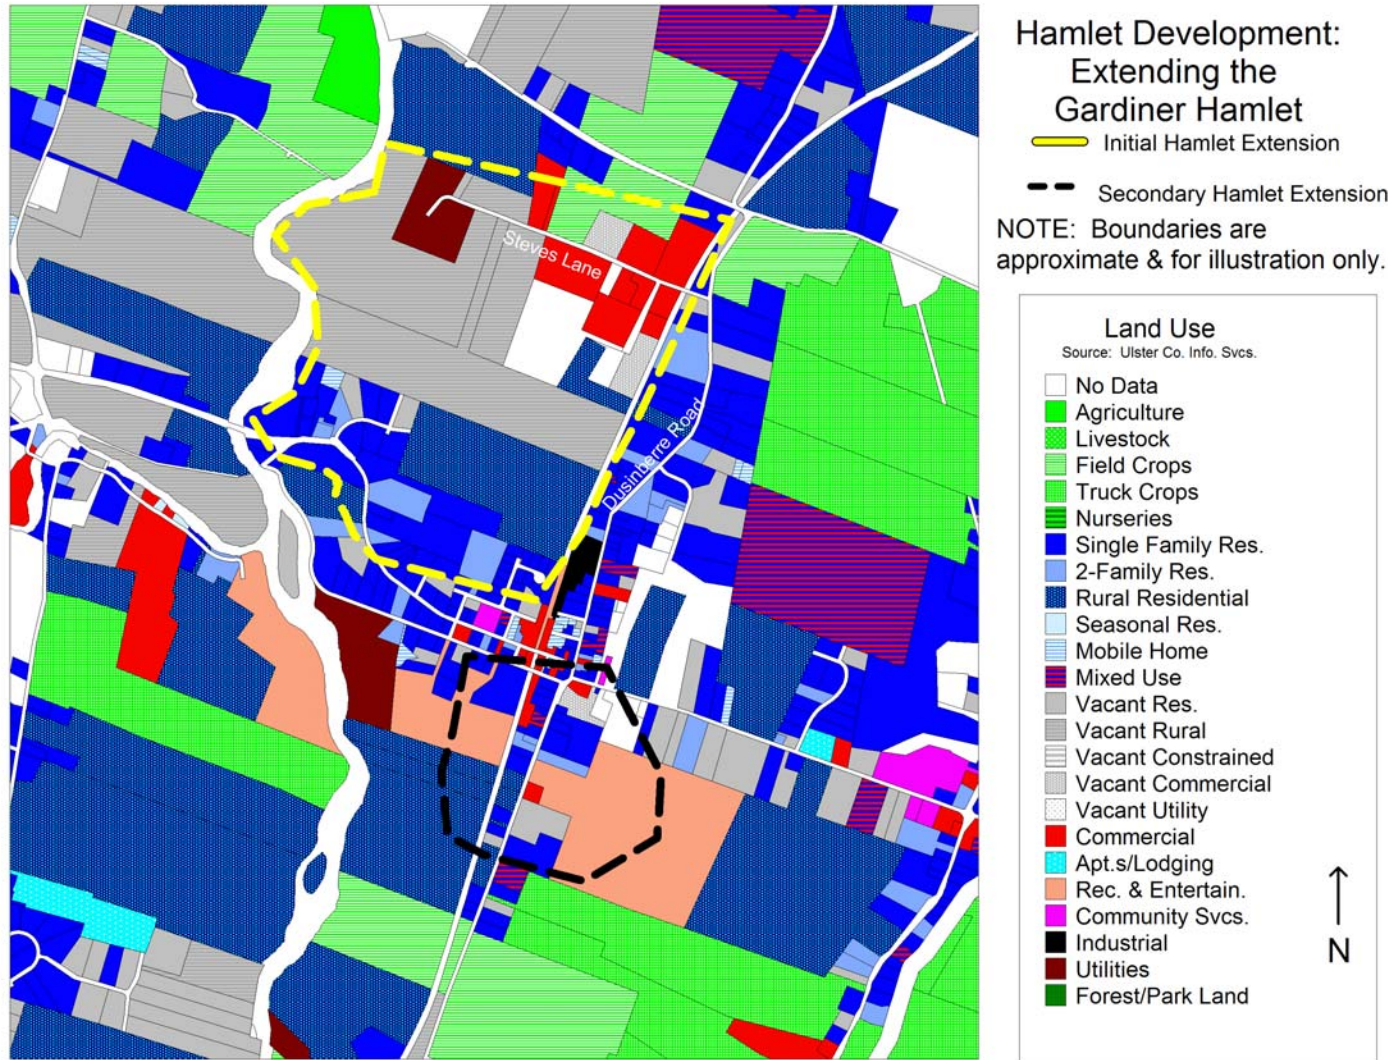 Hamlet Development:
Extending the
Gardiner Hamlet
Initial Hamlet Extension
Secondary Hamlet Extension
NOTE: Boundaries are
approximate & for illustration only.
Land Use
Source: Ulster Co. Info. Svcs.
No Data
Agriculture
Livestock
Field Crops
Truck Crops
Nurseries
Single Family Res.
2-Family Res.
Rural Residential
Seasonal Res.
Mobile Home
Mixed Use
Vacant Res.
Vacant Rural
Vacant Constrained
Vacant Commercial
Vacant Utility
Commercial
Apt.s/Lodging
Rec. & Entertain.
Community Svcs.
Industrial
Utilities
Forest/Park Land
N
Steves Lane
Dusinberre Road